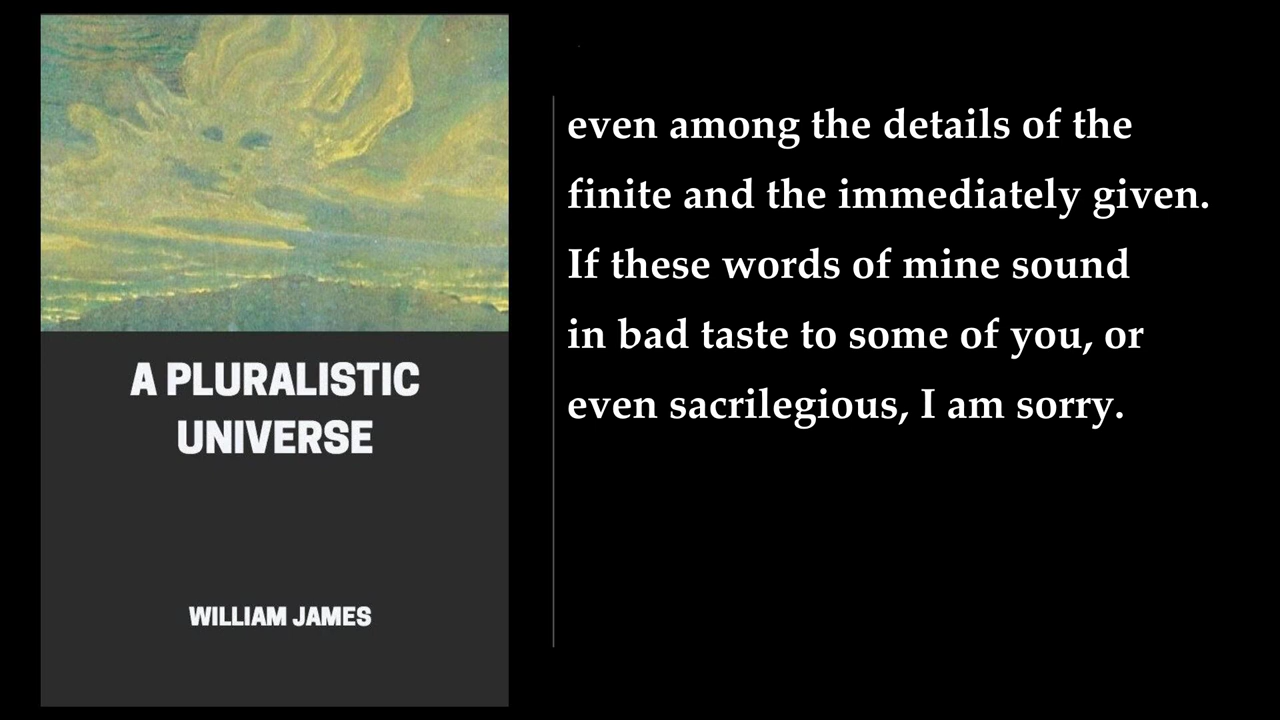 A PLURALISTIC
UNIVERSE
WILLIAM JAMES
even among the details of the
finite and the immediately given.
If these words of mine sound
in bad taste to some of you, or
even sacrilegious, I am sorry.